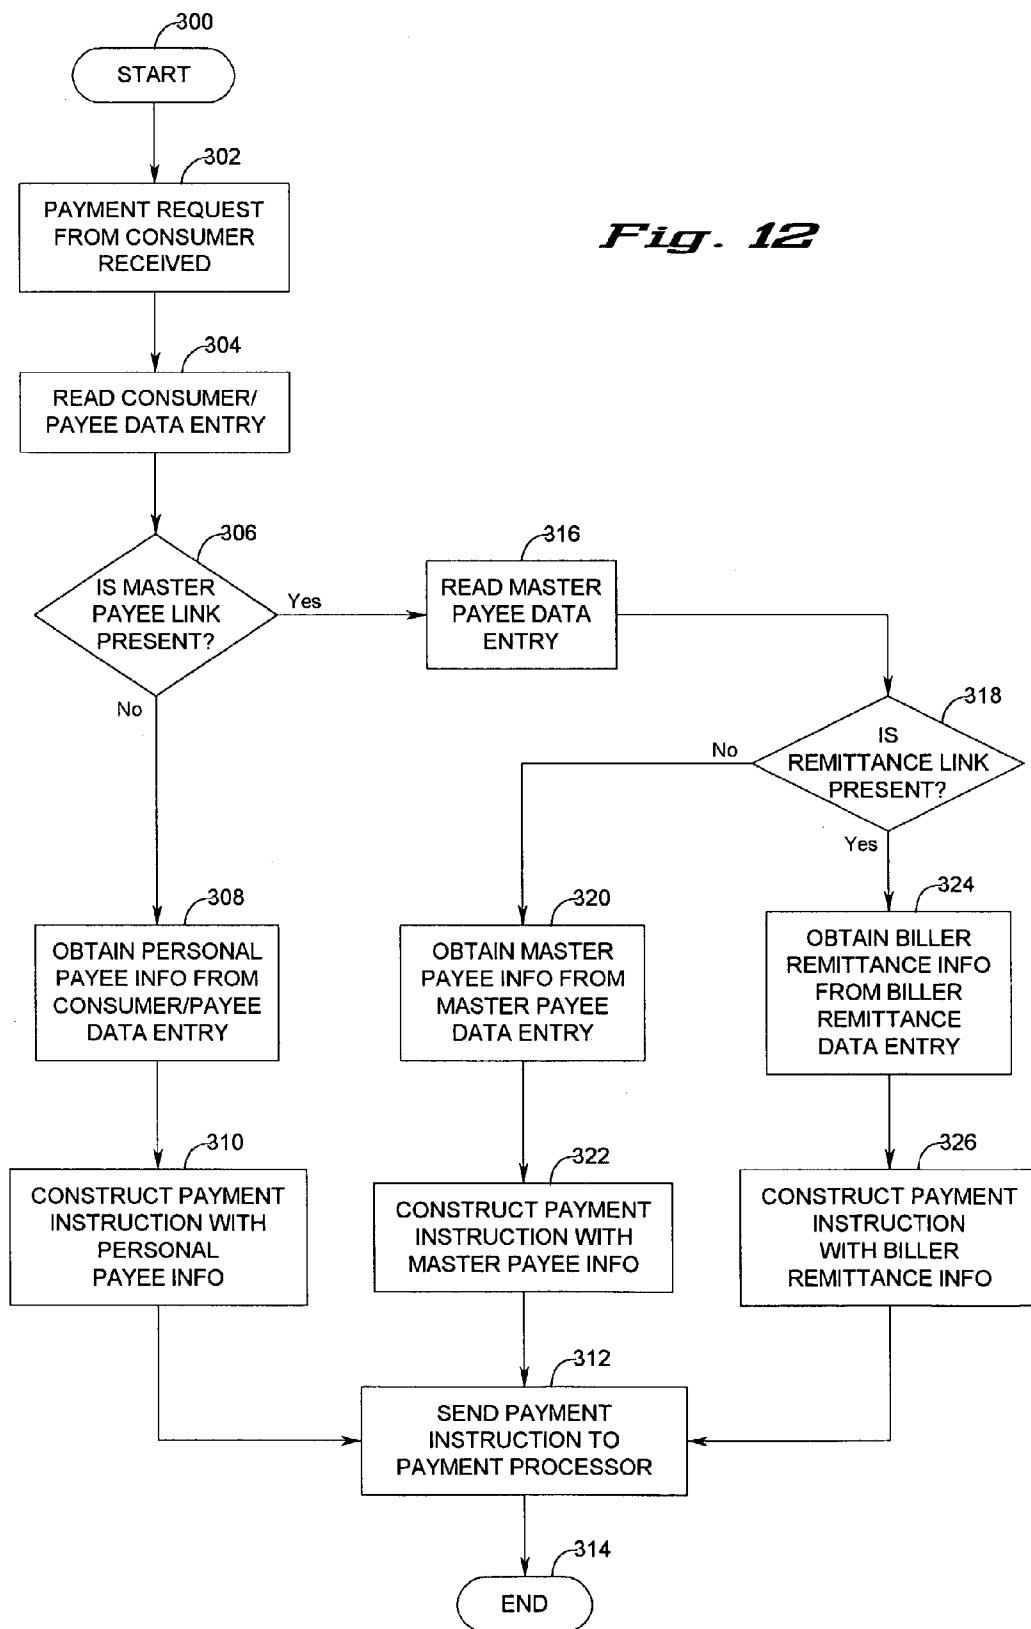 300
START
302
PAYMENT REQUEST
FROM CONSUMER
RECEIVED
Fig. 12
304
READ CONSUMER/
PAYEE DATA ENTRY
306
IS MASTER
PAYEE LINK
PRESENT?
Yes
No
316
READ MASTER
PAYEE DATA
ENTRY
318
IS
REMITTANCE LINK
PRESENT?
No
Yes
308
OBTAIN PERSONAL
PAYEE INFO FROM
CONSUMER/PAYEE
DATA ENTRY
320
OBTAIN MASTER
PAYEE INFO FROM
MASTER PAYEE
DATA ENTRY
324
OBTAIN BILLER
REMITTANCE INFO
FROM BILLER
REMITTANCE
DATA ENTRY
310
CONSTRUCT PAYMENT
INSTRUCTION WITH
PERSONAL
PAYEE INFO
322
CONSTRUCT PAYMENT
INSTRUCTION WITH
MASTER PAYEE INFO
326
CONSTRUCT PAYMENT
INSTRUCTION
WITH BILLER
REMITTANCE INFO
312
SEND PAYMENT
INSTRUCTION TO
PAYMENT PROCESSOR
314
END